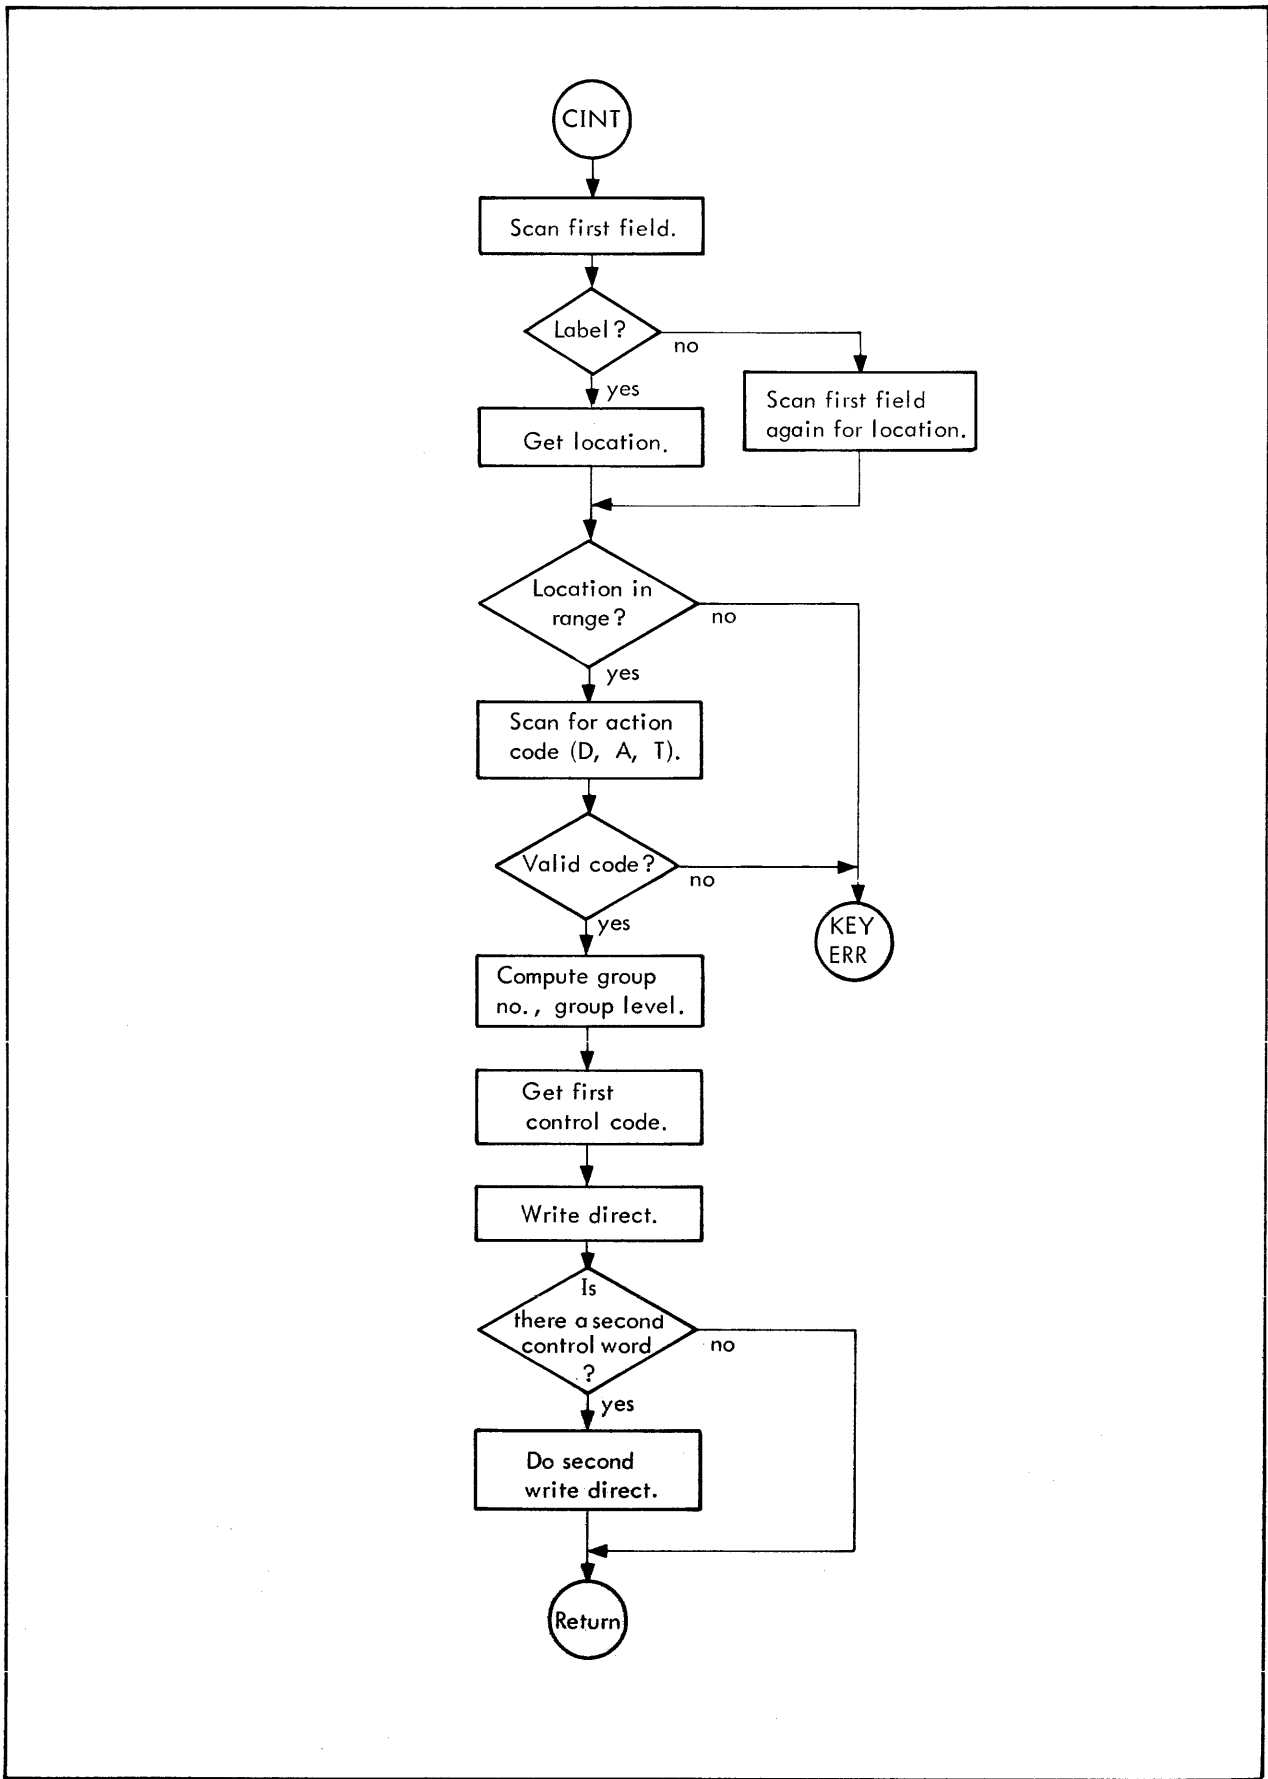 CINT
Scan first field.
Label?
no
yes
Get location.
Scan first field
again for location.
Location in
range?
no
yes
Scan for action
code (D, A, T).
Valid code?
no
yes
KEY
ERR
Compute group
no., group level.
Get first
control code.
Write direct.
Is
there a second
control word
?
no
yes
Do second
write direct.
Return